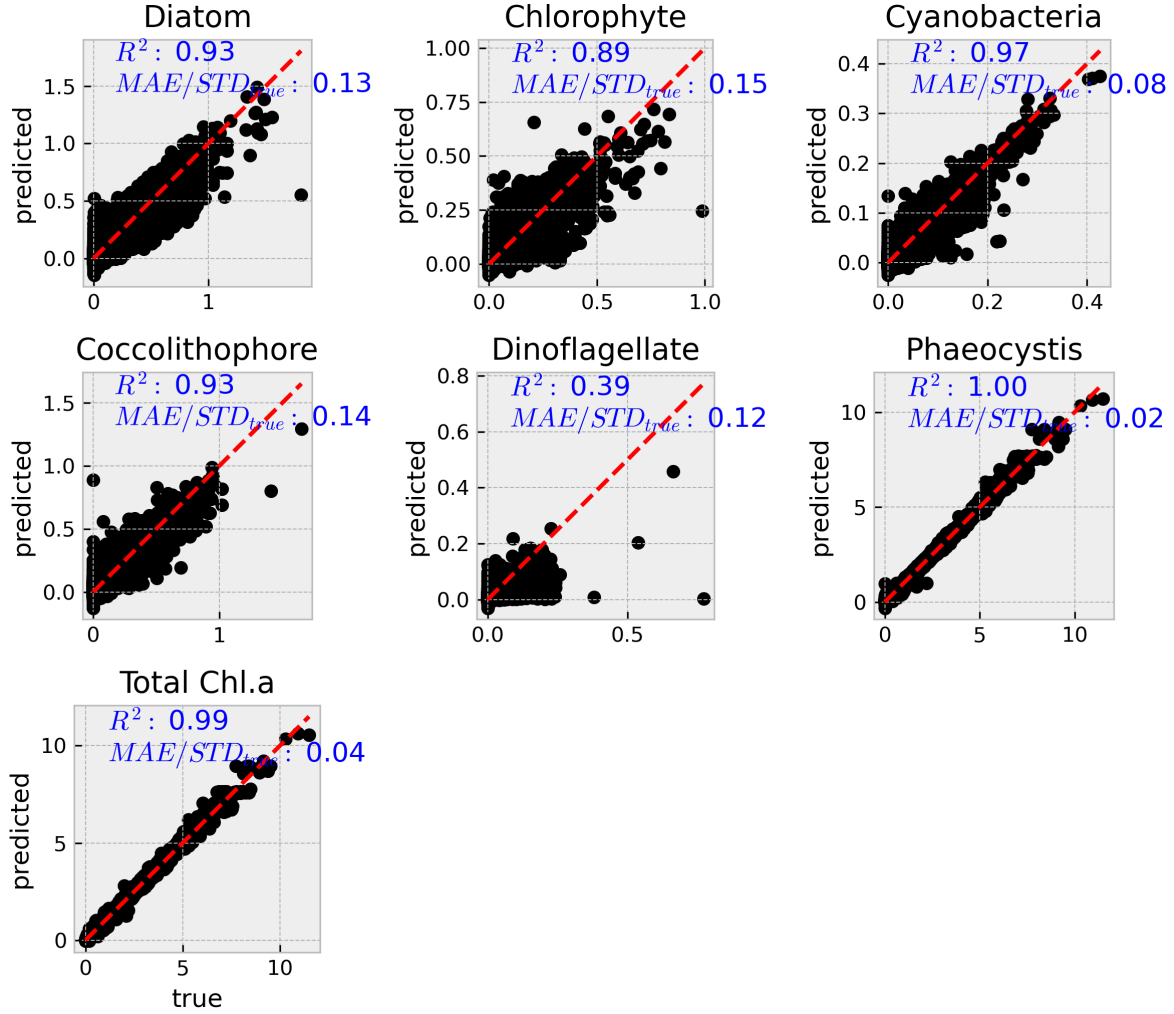 Diatom
R²: 0.93
MAE/STD_true: 0.13
predicted
1.5
1.0
0.5
0.0
0
1
Chlorophyte
R²: 0.89
MAE/STD_true: 0.15
predicted
1.00
0.75
0.50
0.25
0.00
0.0
0.5
1.0
Cyanobacteria
R²: 0.97
MAE/STD_true: 0.08
predicted
0.4
0.3
0.2
0.1
0.0
0.0
0.2
0.4
Coccolithophore
R²: 0.93
MAE/STD_true: 0.14
predicted
1.5
1.0
0.5
0.0
0
1
Dinoflagellate
R²: 0.39
MAE/STD_true: 0.12
predicted
0.8
0.6
0.4
0.2
0.0
0.0
0.5
Phaeocystis
R²: 1.00
MAE/STD_true: 0.02
predicted
10
5
0
0
5
10
Total Chl.a
R²: 0.99
MAE/STD_true: 0.04
predicted
10
5
0
0
5
10
true